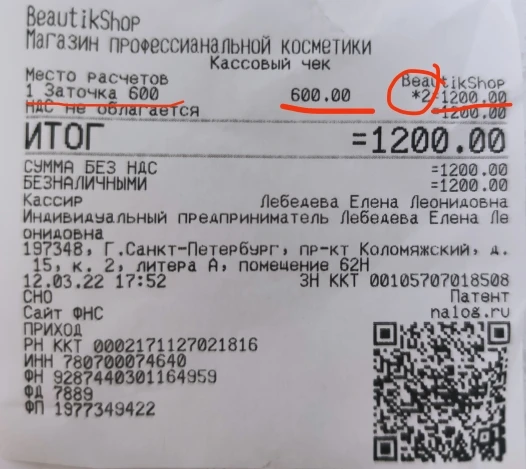 BeautikShop
Магазин професcианальной косметики
Кассовый чек
Место расчетов BeautikShop
1 Заточка 600 600.00 *2=1200.00
НДС не облагается =1200.00
ИТОГ =1200.00
СУММА БЕЗ НДС =1200.00
БЕЗНАЛИЧНЫМИ =1200.00
Кассир Лебедева Елена Леонидовна
Индивидуальный предприниматель Лебедева Елена Ле
онидовна
197348, Г.Санкт-Петербург, пр-кт Коломяжский, д.
15, к. 2, литера А, помещение 62Н
12.03.22 17:52 ЗН ККТ 00105707018508
СНО Патент
Сайт ФНС nalog.ru
ПРИХОД
РН ККТ 0002171127021816
ИНН 780700074640
ФН 9287440301164959
ФД 7889
ФП 1977349422